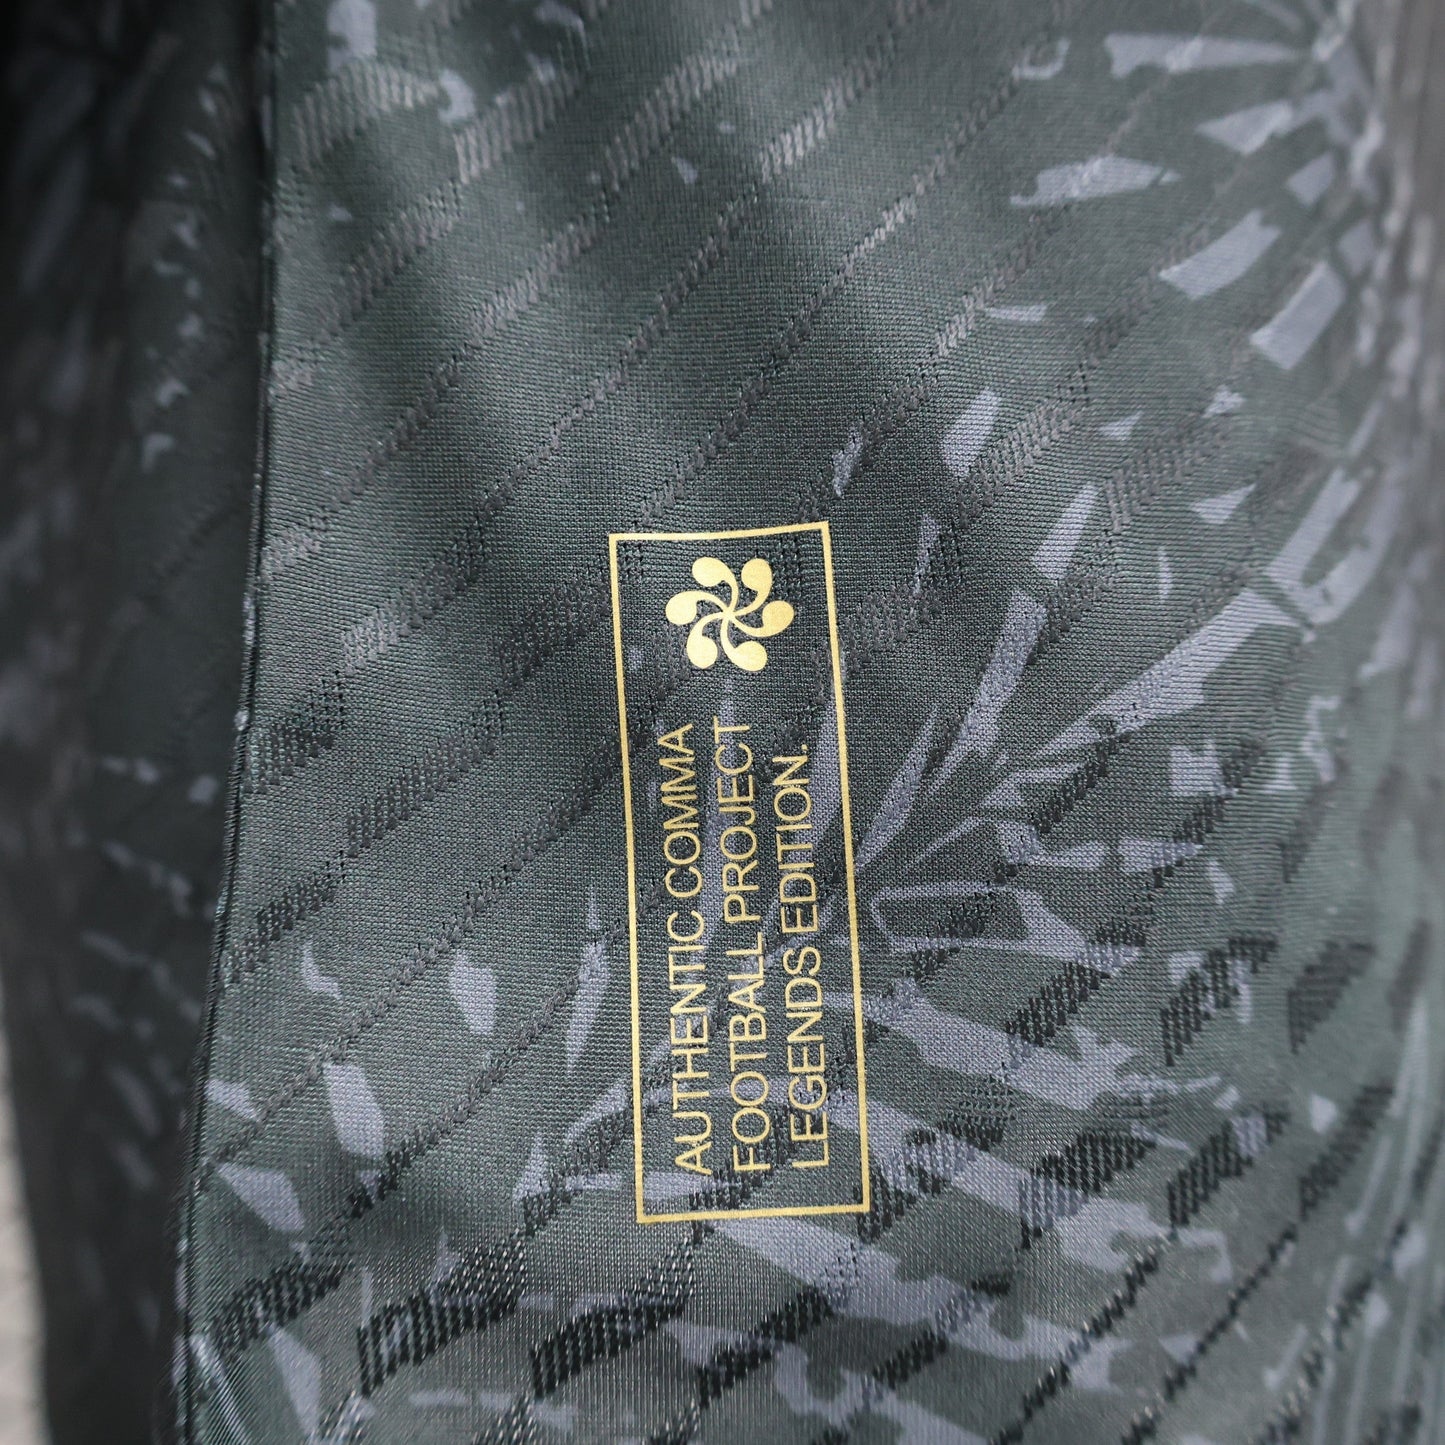 AUTHENTIC COMMA
FOOTBALL PROJECT
LEGENDS EDITION.